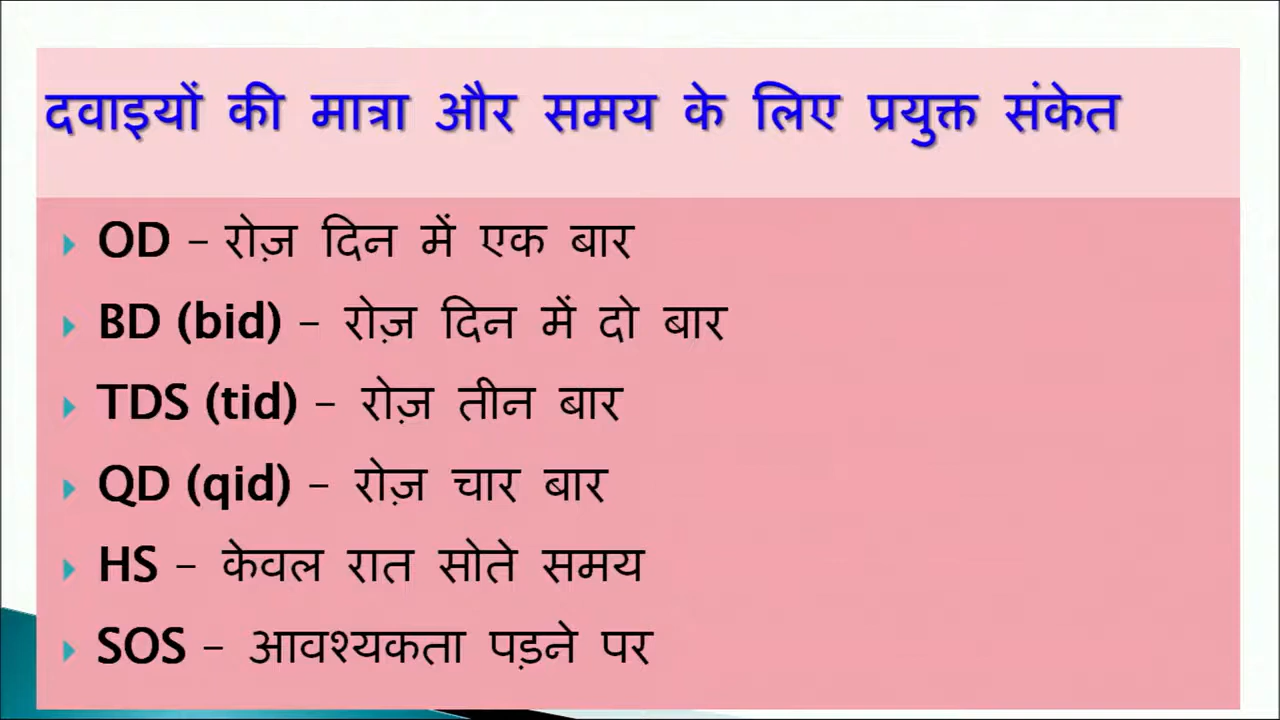 दवाइयों की मात्रा और समय के लिए प्रयुक्त संकेत
OD – रोज़ दिन में एक बार
BD (bid) – रोज़ दिन में दो बार
TDS (tid) – रोज़ तीन बार
QD (qid) – रोज़ चार बार
HS – केवल रात सोते समय
SOS – आवश्यकता पड़ने पर